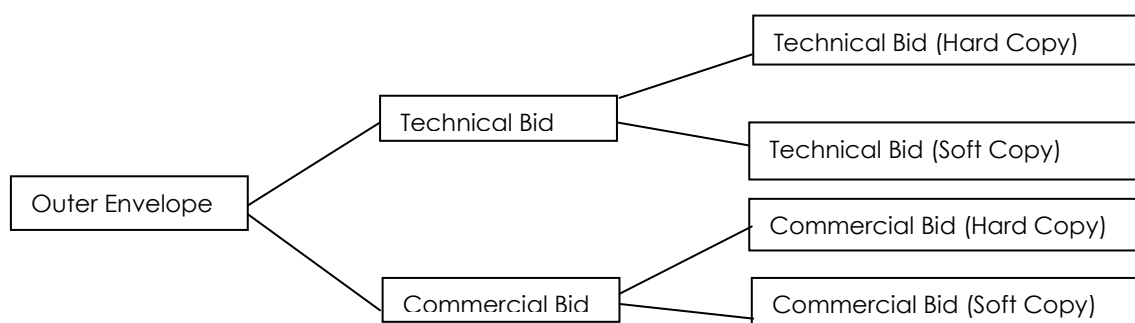 Technical Bid (Hard Copy)
Technical Bid
Technical Bid (Soft Copy)
Outer Envelope
Commercial Bid (Hard Copy)
Commercial Bid
Commercial Bid (Soft Copy)